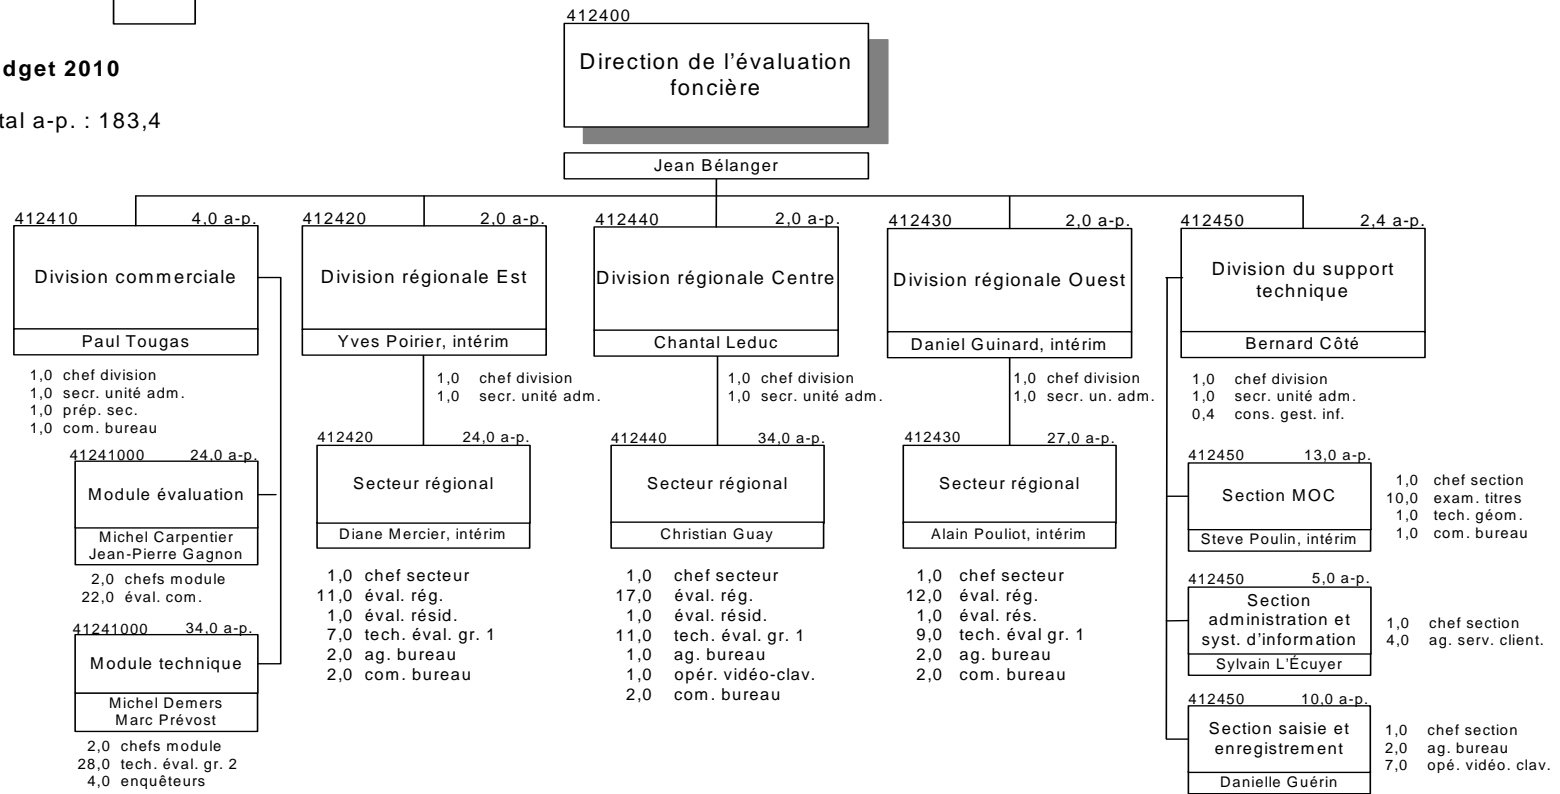 412400
Direction de l'évaluation
foncière
dget 2010
tal a-p. : 183,4
Jean Bélanger
412410 4,0 a-p.
Division commerciale
Paul Tougas
1,0 chef division
1,0 secr. unité adm.
1,0 prép. sec.
1,0 com. bureau
41241000 24,0 a-p.
Module évaluation
Michel Carpentier
Jean-Pierre Gagnon
2,0 chefs module
22,0 éval. com.
41241000 34,0 a-p.
Module technique
Michel Demers
Marc Prévost
2,0 chefs module
28,0 tech. éval. gr. 2
4,0 enquêteurs
412420 2,0 a-p.
Division régionale Est
Yves Poirier, intérim
1,0 chef division
1,0 secr. unité adm.
412420 24,0 a-p.
Secteur régional
Diane Mercier, intérim
1,0 chef secteur
11,0 éval. rég.
1,0 éval. résid.
7,0 tech. éval. gr. 1
2,0 ag. bureau
2,0 com. bureau
412440 2,0 a-p.
Division régionale Centre
Chantal Leduc
1,0 chef division
1,0 secr. unité adm.
412440 34,0 a-p.
Secteur régional
Christian Guay
1,0 chef secteur
17,0 éval. rég.
1,0 éval. résid.
11,0 tech. éval. gr. 1
1,0 ag. bureau
1,0 opér. vidéo-clav.
2,0 com. bureau
412430 2,0 a-p.
Division régionale Ouest
Daniel Guinard, intérim
1,0 chef division
1,0 secr. un. adm.
412430 27,0 a-p.
Secteur régional
Alain Pouliot, intérim
1,0 chef secteur
12,0 éval. rég.
1,0 éval. rés.
9,0 tech. éval gr. 1
2,0 ag. bureau
2,0 com. bureau
412450 2,4 a-p.
Division du support
technique
Bernard Côté
1,0 chef division
1,0 secr. unité adm.
0,4 cons. gest. inf.
412450 13,0 a-p.
Section MOC
Steve Poulin, intérim
1,0 chef section
10,0 exam. titres
1,0 tech. géom.
1,0 com. bureau
412450 5,0 a-p.
Section
administration et
syst. d'information
Sylvain L'Écuyer
1,0 chef section
4,0 ag. serv. client.
412450 10,0 a-p.
Section saisie et
enregistrement
Danielle Guérin
1,0 chef section
2,0 ag. bureau
7,0 opé. vidéo. clav.